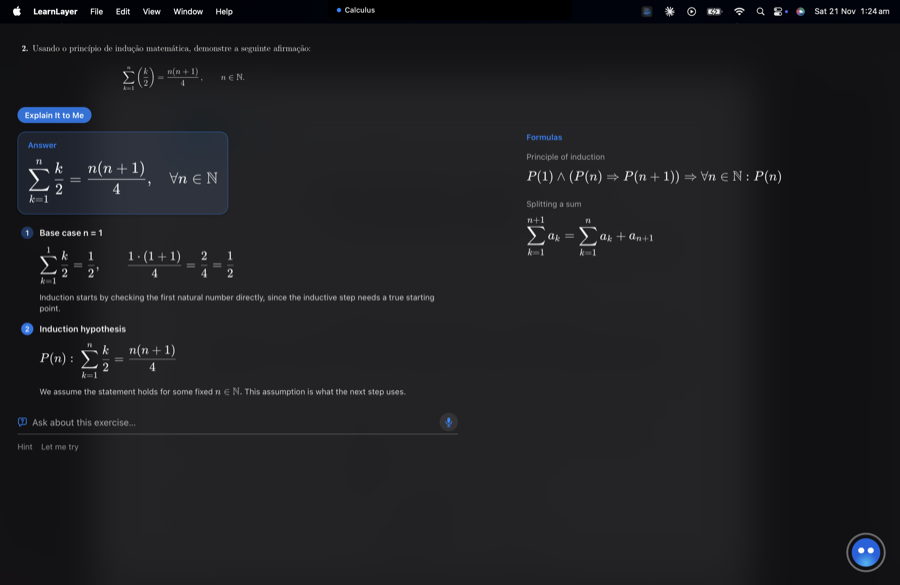 LearnLayer File Edit View Window Help
Calculus
Sat 21 Nov 1:24 am
2. Usando o princípio de indução matemática, demonstre a seguinte afirmação:
∑_{k=1}^{n} (k/2) = n(n + 1)/4, n ∈ ℕ.
Explain It to Me
Answer
∑_{k=1}^{n} k/2 = n(n + 1)/4, ∀n ∈ ℕ
1 Base case n = 1
∑_{k=1}^{1} k/2 = 1/2, 1 · (1 + 1)/4 = 2/4 = 1/2
Induction starts by checking the first natural number directly, since the inductive step needs a true starting
point.
2 Induction hypothesis
P(n) : ∑_{k=1}^{n} k/2 = n(n + 1)/4
We assume the statement holds for some fixed n ∈ ℕ. This assumption is what the next step uses.
Ask about this exercise...
Hint Let me try
Formulas
Principle of induction
P(1) ∧ (P(n) ⇒ P(n + 1)) ⇒ ∀n ∈ ℕ : P(n)
Splitting a sum
∑_{k=1}^{n+1} a_k = ∑_{k=1}^{n} a_k + a_{n+1}